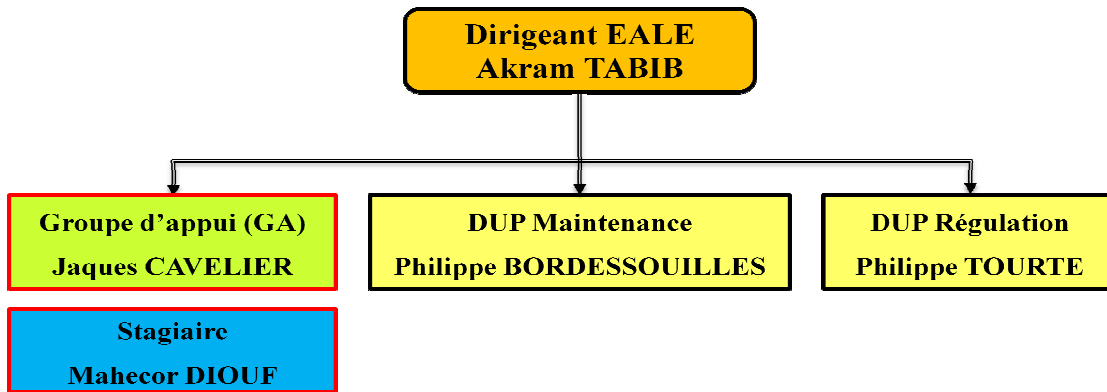 Dirigeant EALE
Akram TABIB
Groupe d'appui (GA)
Jaques CAVELIER
DUP Maintenance
Philippe BORDESSOUILLES
DUP Régulation
Philippe TOURTE
Stagiaire
Mahecor DIOUF